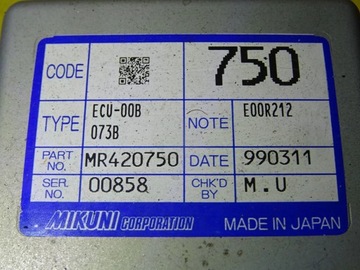 CODE 750
TYPE ECU-00B 073B NOTE E00R212
PART NO. MR420750 DATE 990311
SER. NO. 00858 CHK'D BY M.U
MIKUNI CORPORATION MADE IN JAPAN